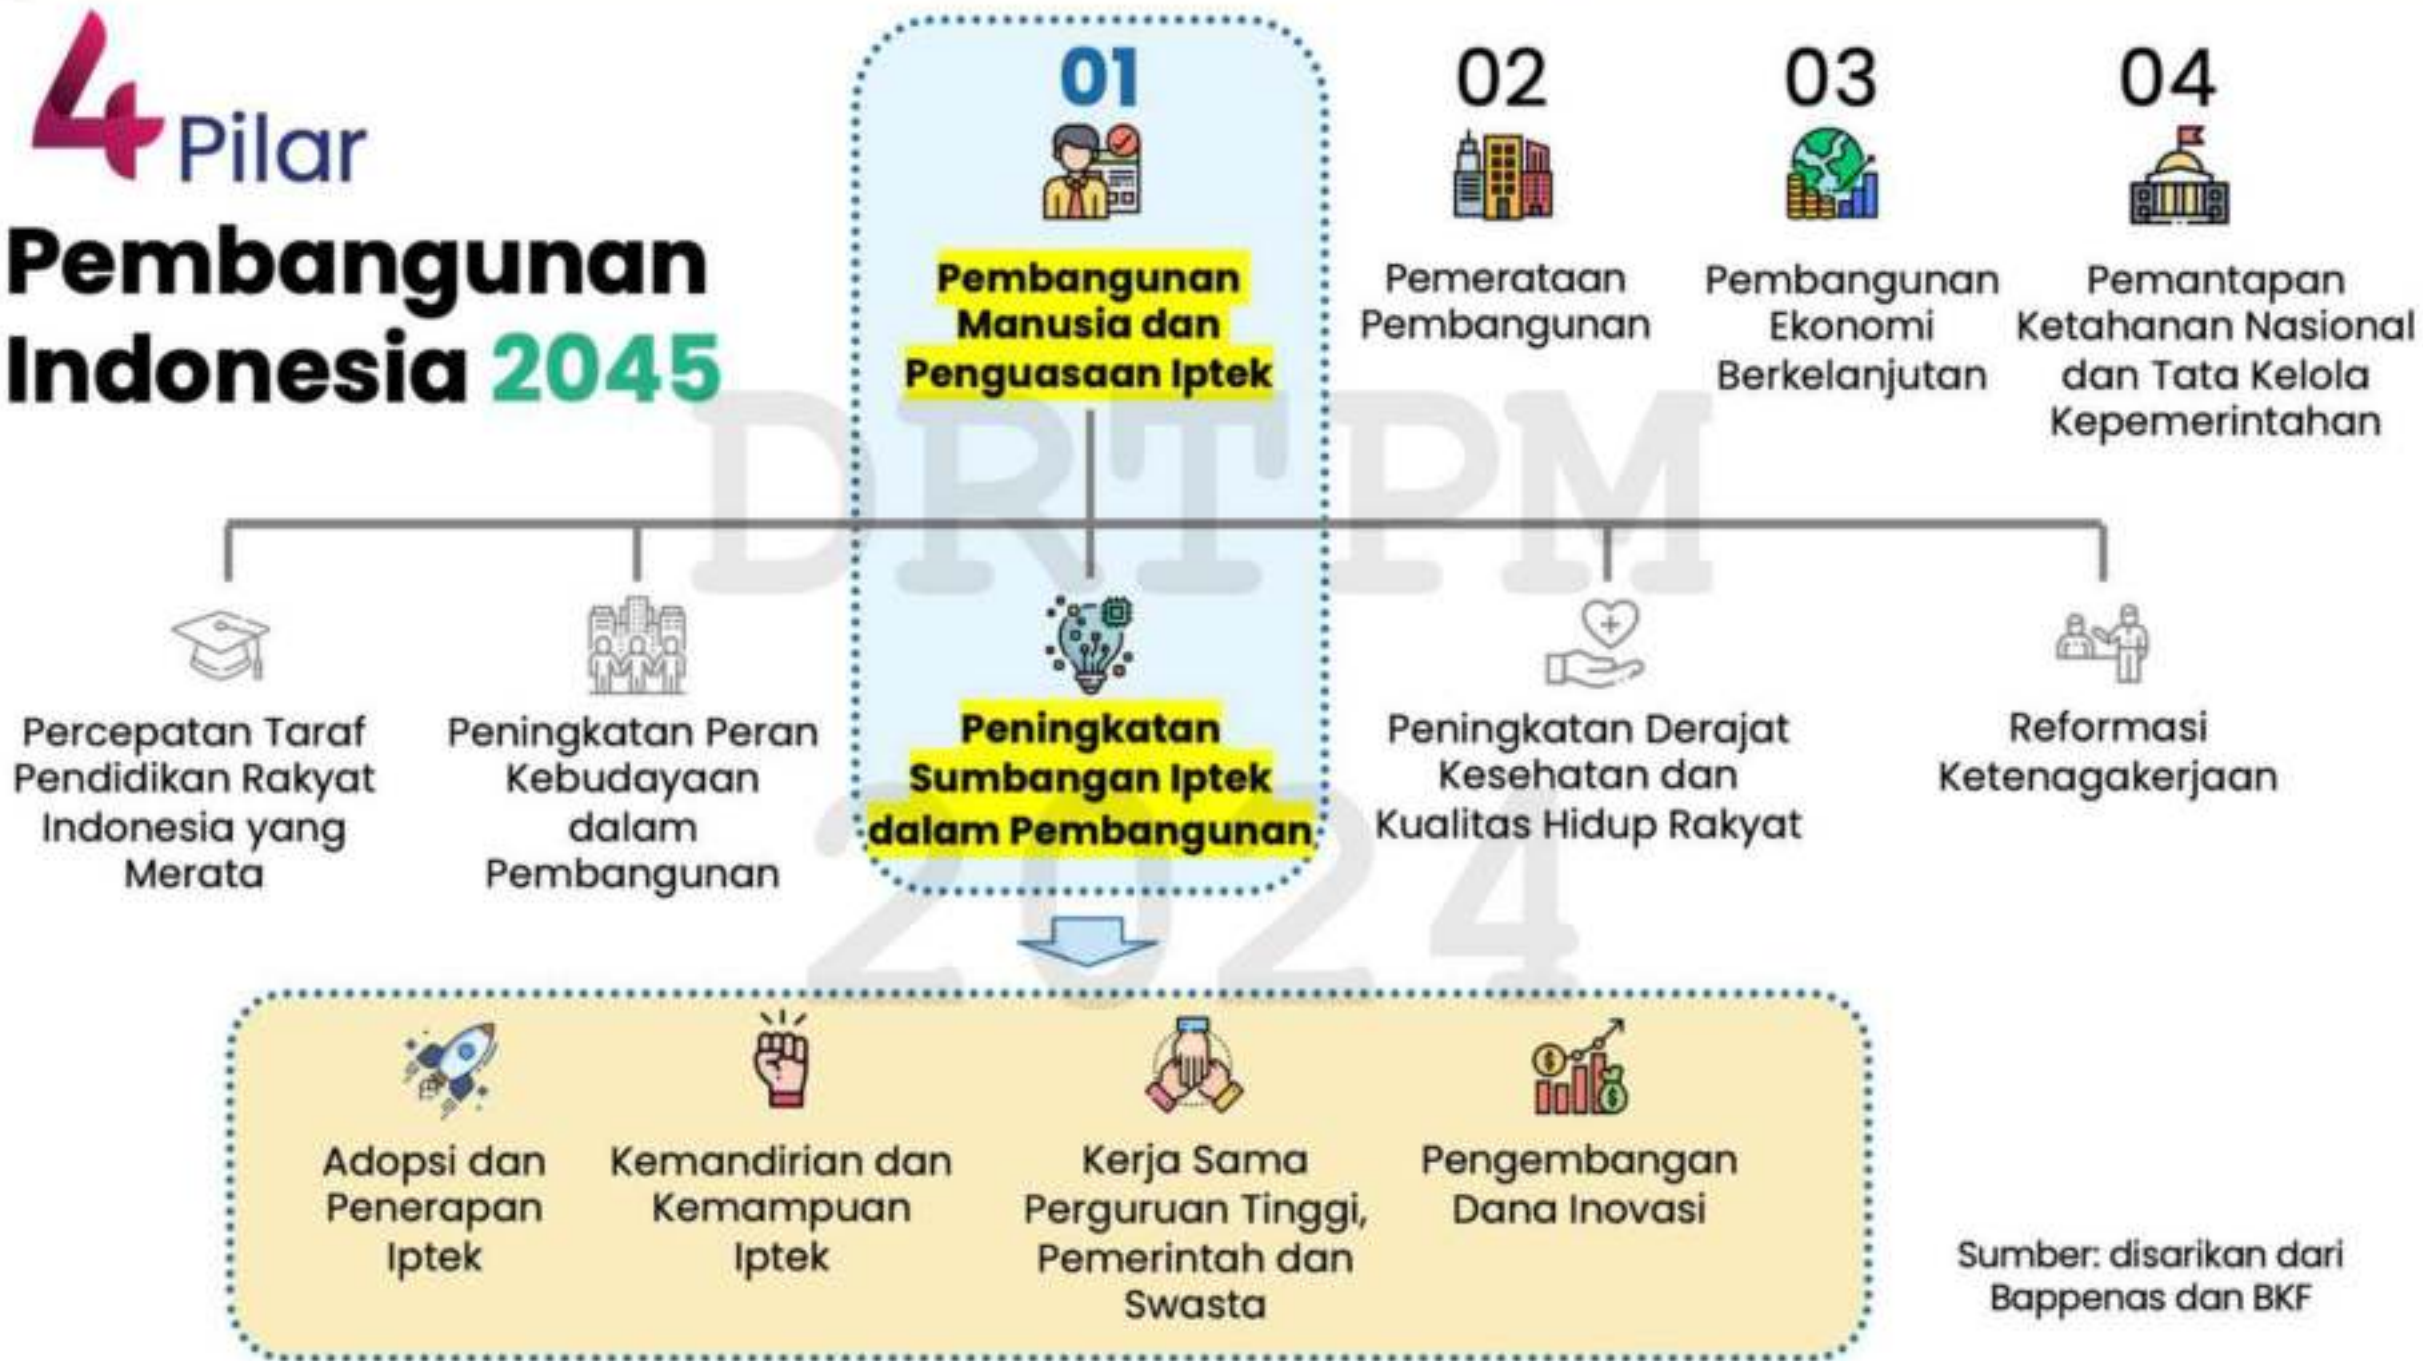 4 Pilar
Pembangunan
Indonesia 2045
01
Pembangunan
Manusia dan
Penguasaan Iptek
02
Pemerataan
Pembangunan
03
Pembangunan
Ekonomi
Berkelanjutan
04
Pemantapan
Ketahanan Nasional
dan Tata Kelola
Kepemerintahan
DRTPM
2024
Percepatan Taraf
Pendidikan Rakyat
Indonesia yang
Merata
Peningkatan Peran
Kebudayaan
dalam
Pembangunan
Peningkatan
Sumbangan Iptek
dalam Pembangunan
Peningkatan Derajat
Kesehatan dan
Kualitas Hidup Rakyat
Reformasi
Ketenagakerjaan
Adopsi dan
Penerapan
Iptek
Kemandirian dan
Kemampuan
Iptek
Kerja Sama
Perguruan Tinggi,
Pemerintah dan
Swasta
Pengembangan
Dana Inovasi
Sumber: disarikan dari
Bappenas dan BKF